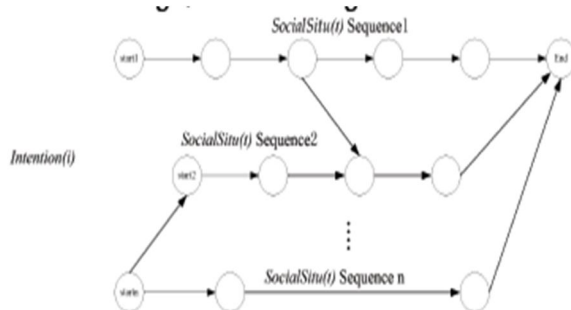 SocialSitu(t) Sequence1
start1
End
SocialSitu(t) Sequence2
Intention(i)
start2
SocialSitu(t) Sequence n